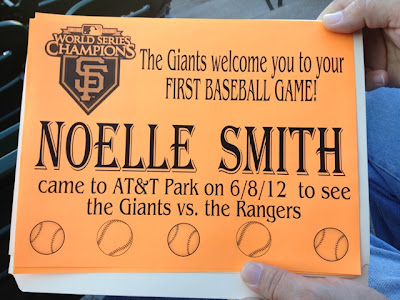 WORLD SERIES
CHAMPIONS
SF
The Giants welcome you to your
FIRST BASEBALL GAME!
NOELLE SMITH
came to AT&T Park on 6/8/12 to see
the Giants vs. the Rangers